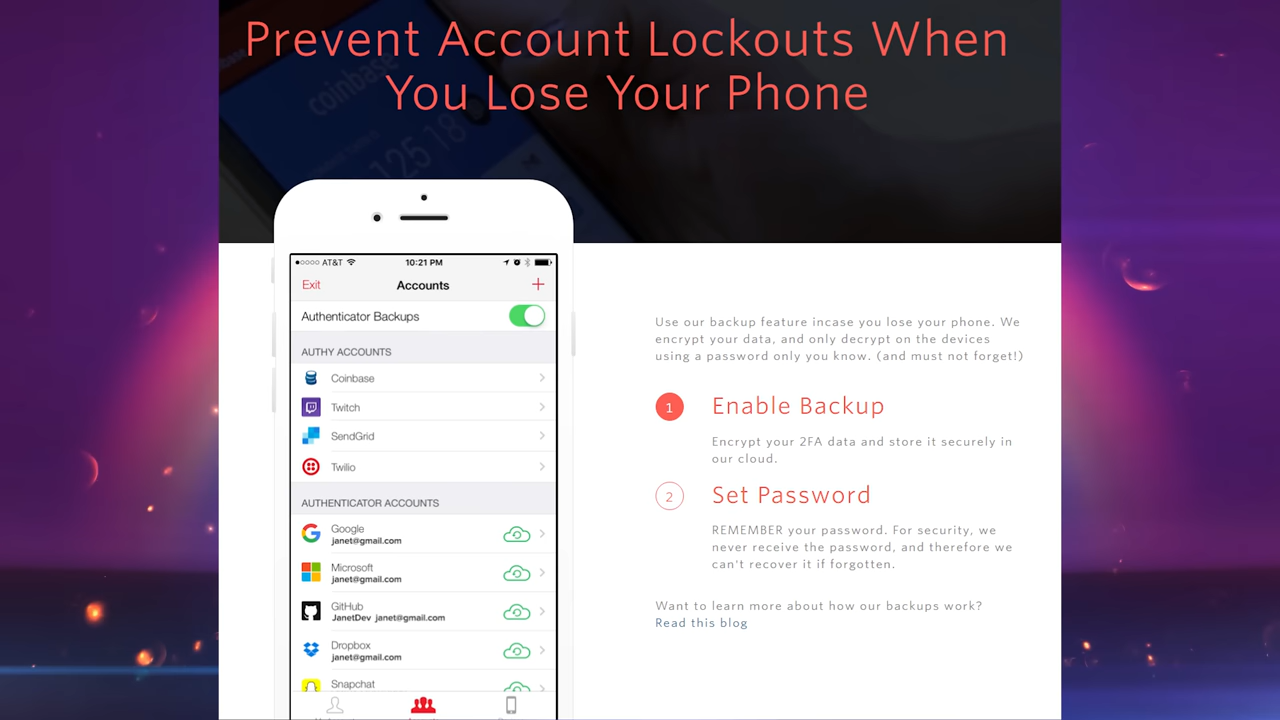 Prevent Account Lockouts When
You Lose Your Phone
coinbase
AT&T 10:21 PM
Exit Accounts +
Authenticator Backups
AUTHY ACCOUNTS
Coinbase
Twitch
SendGrid
Twilio
AUTHENTICATOR ACCOUNTS
Google
janet@gmail.com
Microsoft
janet@gmail.com
GitHub
JanetDev janet@gmail.com
Dropbox
janet@gmail.com
Snapchat
Use our backup feature incase you lose your phone. We
encrypt your data, and only decrypt on the devices
using a password only you know. (and must not forget!)
1 Enable Backup
Encrypt your 2FA data and store it securely in
our cloud.
2 Set Password
REMEMBER your password. For security, we
never receive the password, and therefore we
can't recover it if forgotten.
Want to learn more about how our backups work?
Read this blog